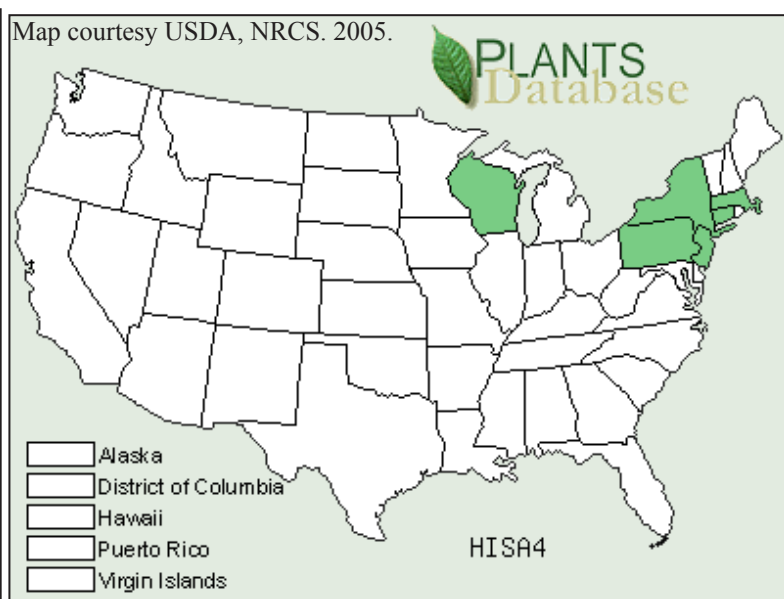 Map courtesy USDA, NRCS. 2005.
PLANTS
Database
Alaska
District of Columbia
Hawaii
Puerto Rico
Virgin Islands
HISA4